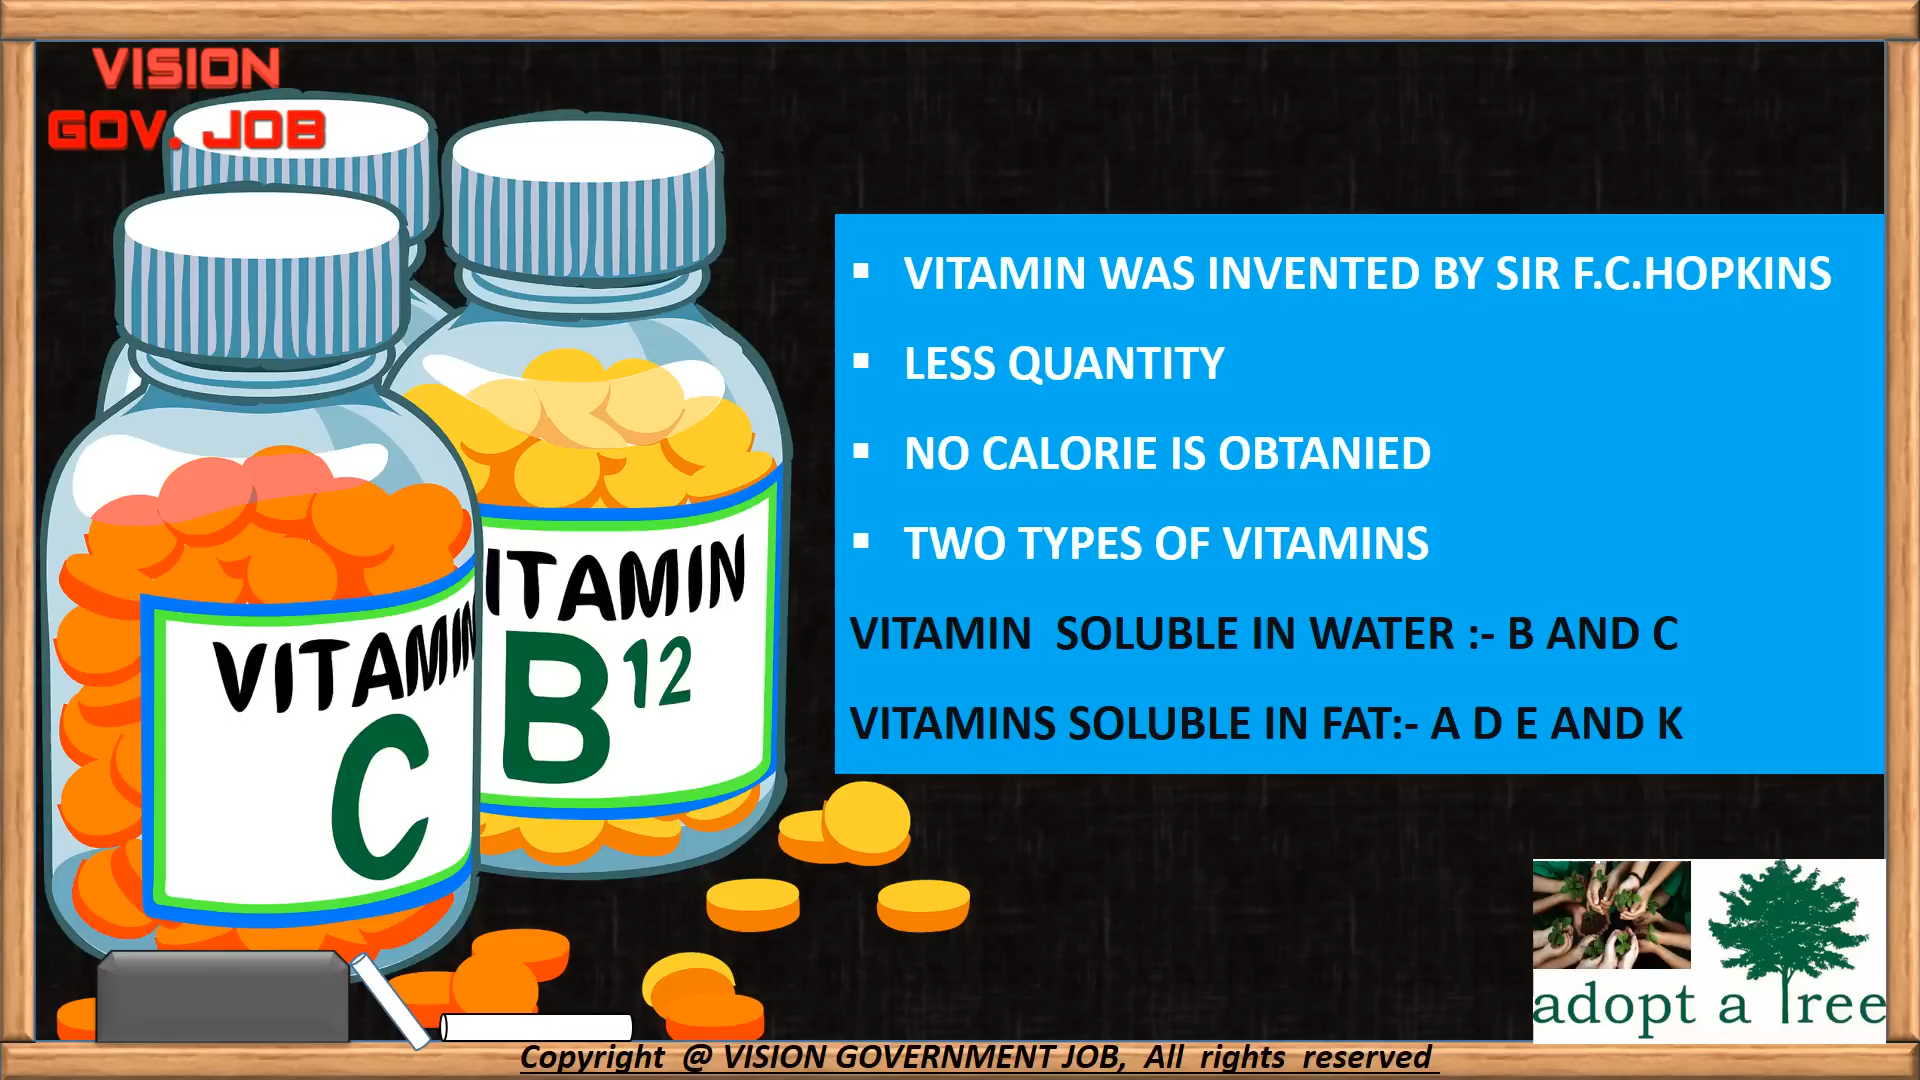 VISION
GOV. JOB
VITAMIN WAS INVENTED BY SIR F.C.HOPKINS
LESS QUANTITY
NO CALORIE IS OBTANIED
TWO TYPES OF VITAMINS
VITAMIN SOLUBLE IN WATER :- B AND C
VITAMINS SOLUBLE IN FAT:- A D E AND K
ITAMIN
B12
VITAMIN
C
adopt a Tree
Copyright @ VISION GOVERNMENT JOB, All rights reserved